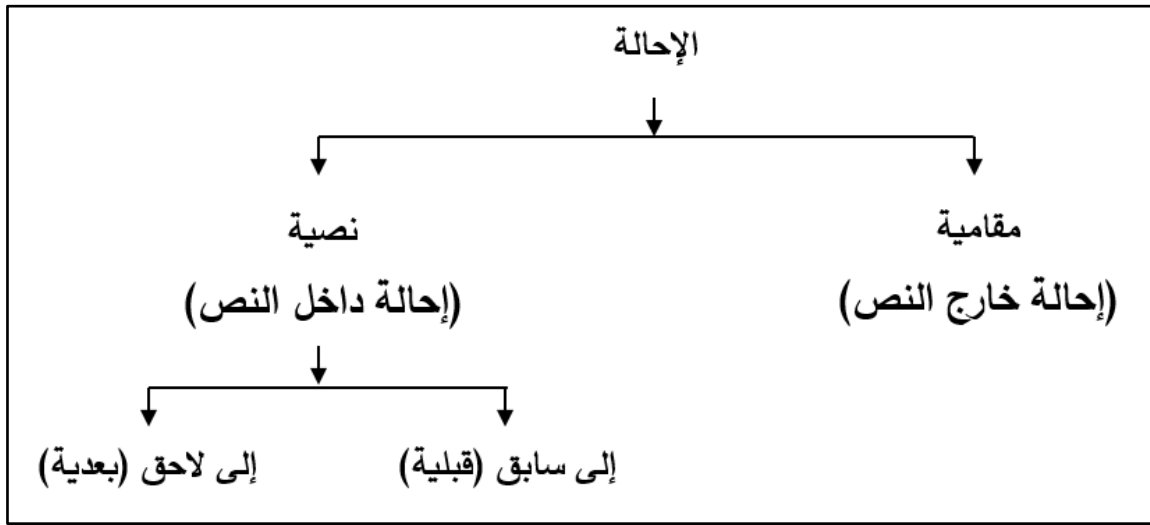 الإحالة
مقامية
(إحالة خارج النص)
نصية
(إحالة داخل النص)
إلى سابق (قبلية)
إلى لاحق (بعدية)